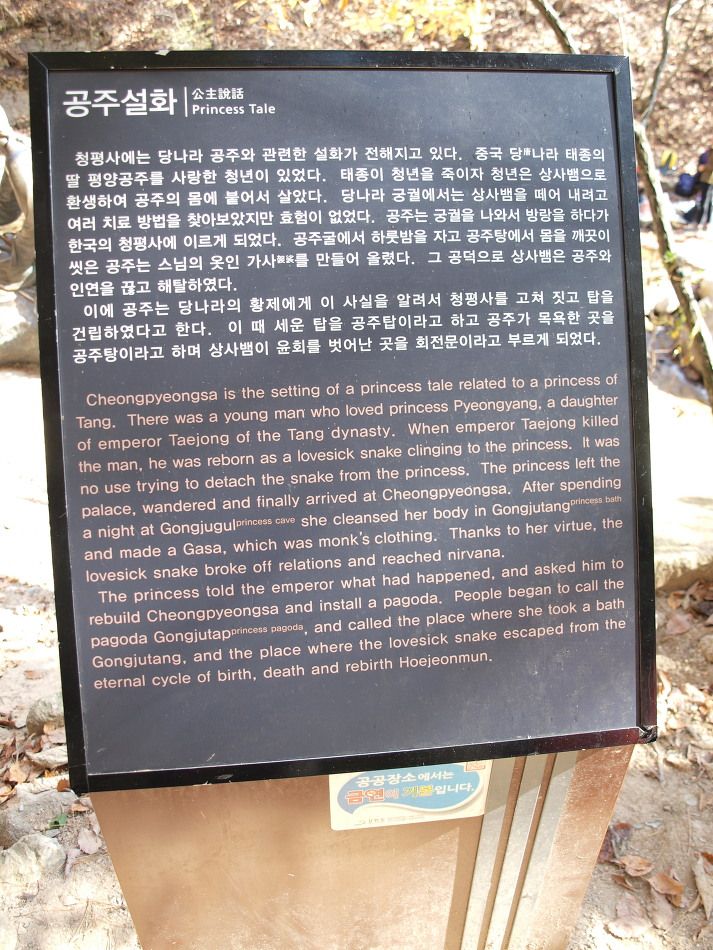 공주설화
公主說話
Princess Tale
청평사에는 당나라 공주와 관련한 설화가 전해지고 있다. 중국 당唐나라 태종의
딸 평양공주를 사랑한 청년이 있었다. 태종이 청년을 죽이자 청년은 상사뱀으로
환생하여 공주의 몸에 붙어서 살았다. 당나라 궁궐에서는 상사뱀을 떼어 내려고
여러 치료 방법을 찾아보았지만 효험이 없었다. 공주는 궁궐을 나와서 방랑을 하다가
한국의 청평사에 이르게 되었다. 공주굴에서 하룻밤을 자고 공주탕에서 몸을 깨끗이
씻은 공주는 스님의 옷인 가사袈裟를 만들어 올렸다. 그 공덕으로 상사뱀은 공주와
인연을 끊고 해탈하였다.
이에 공주는 당나라의 황제에게 이 사실을 알려서 청평사를 고쳐 짓고 탑을
건립하였다고 한다. 이 때 세운 탑을 공주탑이라고 하고 공주가 목욕한 곳을
공주탕이라고 하며 상사뱀이 윤회를 벗어난 곳을 회전문이라고 부르게 되었다.
Cheongpyeongsa is the setting of a princess tale related to a princess of
Tang. There was a young man who loved princess Pyeongyang, a daughter
of emperor Taejong of the Tang dynasty. When emperor Taejong killed
the man, he was reborn as a lovesick snake clinging to the princess. It was
no use trying to detach the snake from the princess. The princess left the
palace, wandered and finally arrived at Cheongpyeongsa. After spending
a night at Gongjugul princess cave she cleansed her body in Gongjutang princess bath
and made a Gasa, which was monk's clothing. Thanks to her virtue, the
lovesick snake broke off relations and reached nirvana.
The princess told the emperor what had happened, and asked him to
rebuild Cheongpyeongsa and install a pagoda. People began to call the
pagoda Gongjutap princess pagoda, and called the place where she took a bath
Gongjutang, and the place where the lovesick snake escaped from the
eternal cycle of birth, death and rebirth Hoejeonmun.
공공장소에서는
금연이 기본입니다.